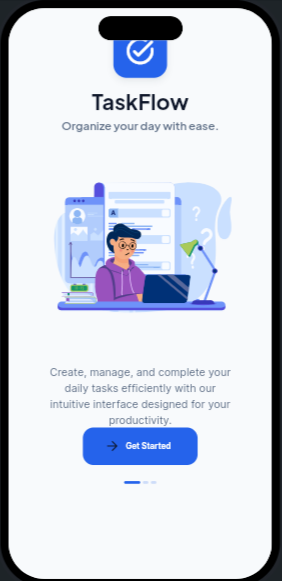 TaskFlow
Organize your day with ease.
A
?
?
?
Create, manage, and complete your
daily tasks efficiently with our
intuitive interface designed for your
productivity.
Get Started